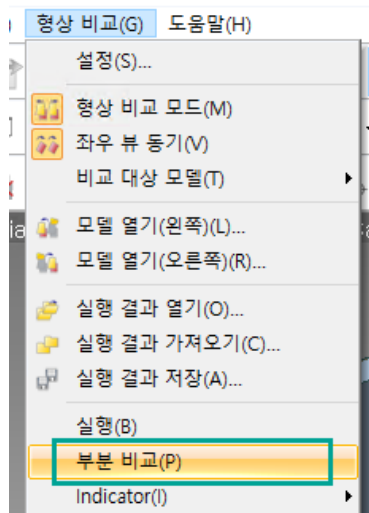 형상 비교(G) 도움말(H)
설정(S)...
형상 비교 모드(M)
좌우 뷰 동기(V)
비교 대상 모델(T)
모델 열기(왼쪽)(L)...
모델 열기(오른쪽)(R)...
실행 결과 열기(O)...
실행 결과 가져오기(C)...
실행 결과 저장(A)...
실행(B)
부분 비교(P)
Indicator(I)